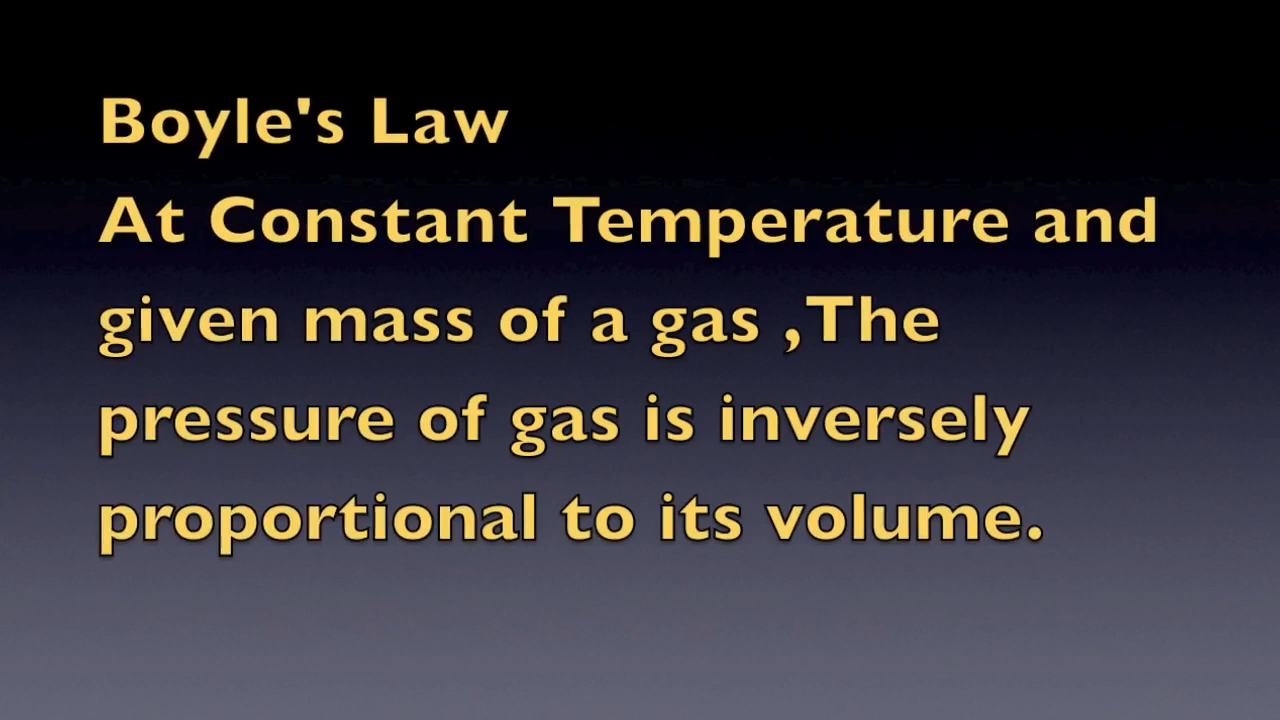 Boyle's Law
At Constant Temperature and
given mass of a gas ,The
pressure of gas is inversely
proportional to its volume.